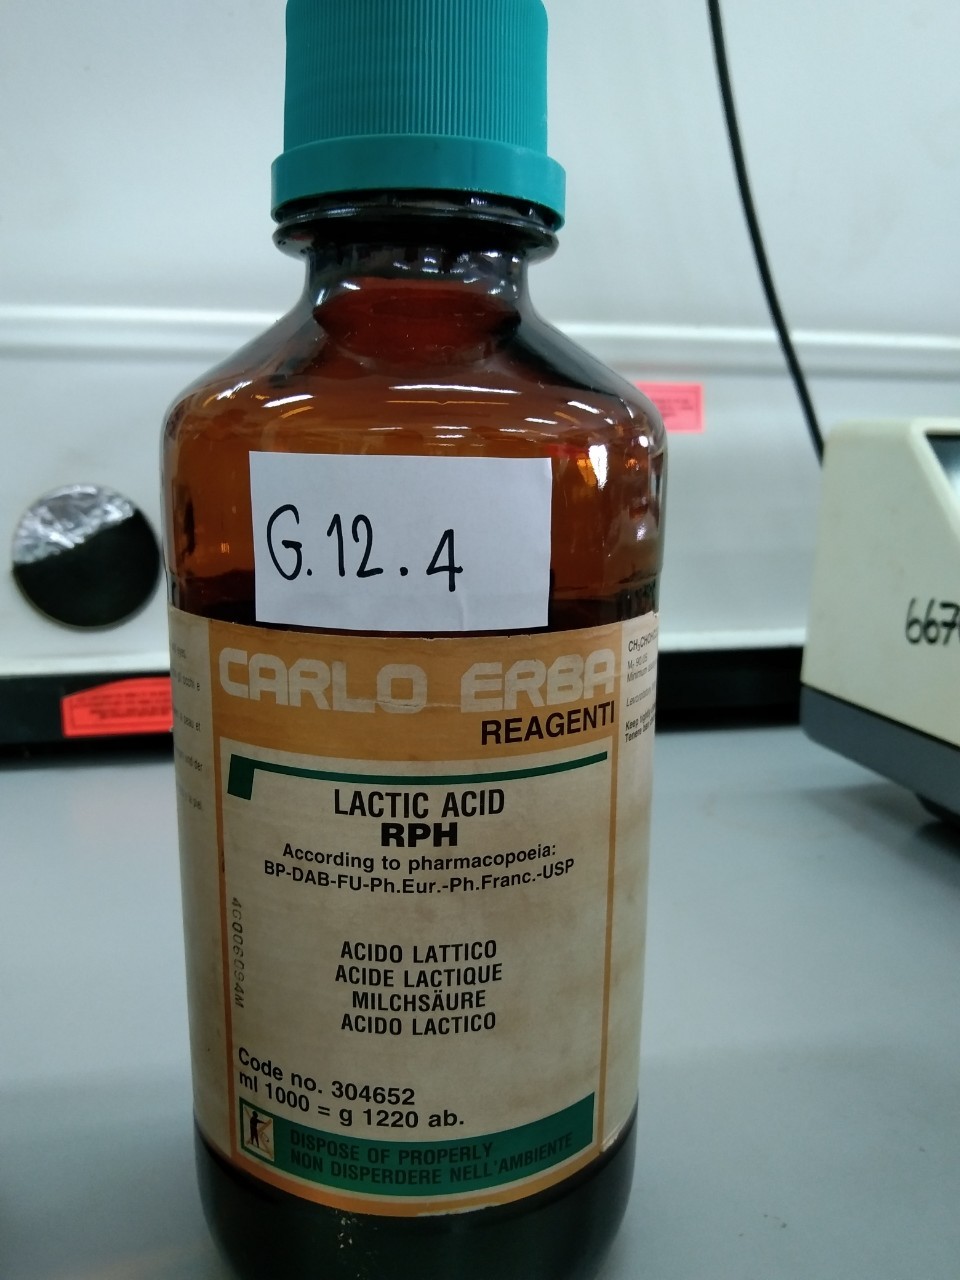 G.12.4
CARLO ERBA
REAGENTI
LACTIC ACID
RPH
According to pharmacopoeia:
BP-DAB-FU-Ph.Eur.-Ph.Franc.-USP
ACIDO LATTICO
ACIDE LACTIQUE
MILCHSÄURE
ACIDO LACTICO
Code no. 304652
ml 1000 = g 1220 ab.
DISPOSE OF PROPERLY
NON DISPERDERE NELL'AMBIENTE
4G006094M
667